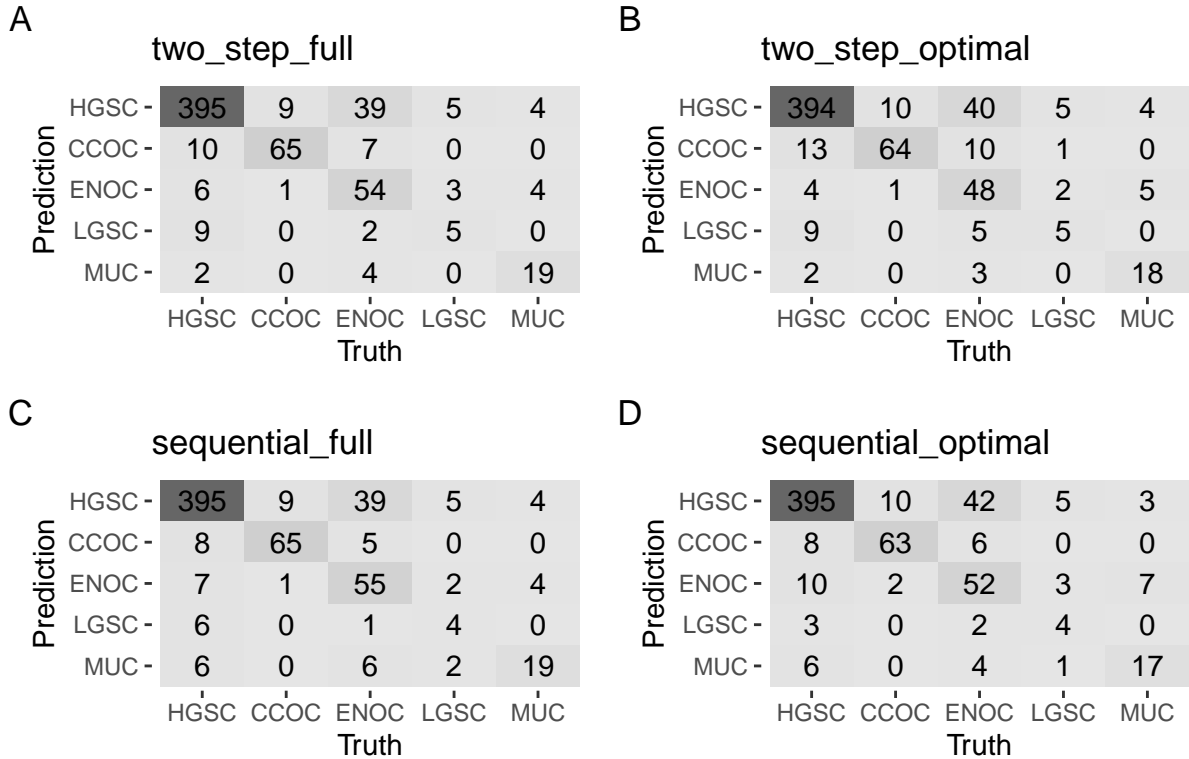 A
two_step_full
Prediction
HGSC 395 9 39 5 4
CCOC 10 65 7 0 0
ENOC 6 1 54 3 4
LGSC 9 0 2 5 0
MUC 2 0 4 0 19
HGSC CCOC ENOC LGSC MUC
Truth
B
two_step_optimal
Prediction
HGSC 394 10 40 5 4
CCOC 13 64 10 1 0
ENOC 4 1 48 2 5
LGSC 9 0 5 5 0
MUC 2 0 3 0 18
HGSC CCOC ENOC LGSC MUC
Truth
C
sequential_full
Prediction
HGSC 395 9 39 5 4
CCOC 8 65 5 0 0
ENOC 7 1 55 2 4
LGSC 6 0 1 4 0
MUC 6 0 6 2 19
HGSC CCOC ENOC LGSC MUC
Truth
D
sequential_optimal
Prediction
HGSC 395 10 42 5 3
CCOC 8 63 6 0 0
ENOC 10 2 52 3 7
LGSC 3 0 2 4 0
MUC 6 0 4 1 17
HGSC CCOC ENOC LGSC MUC
Truth